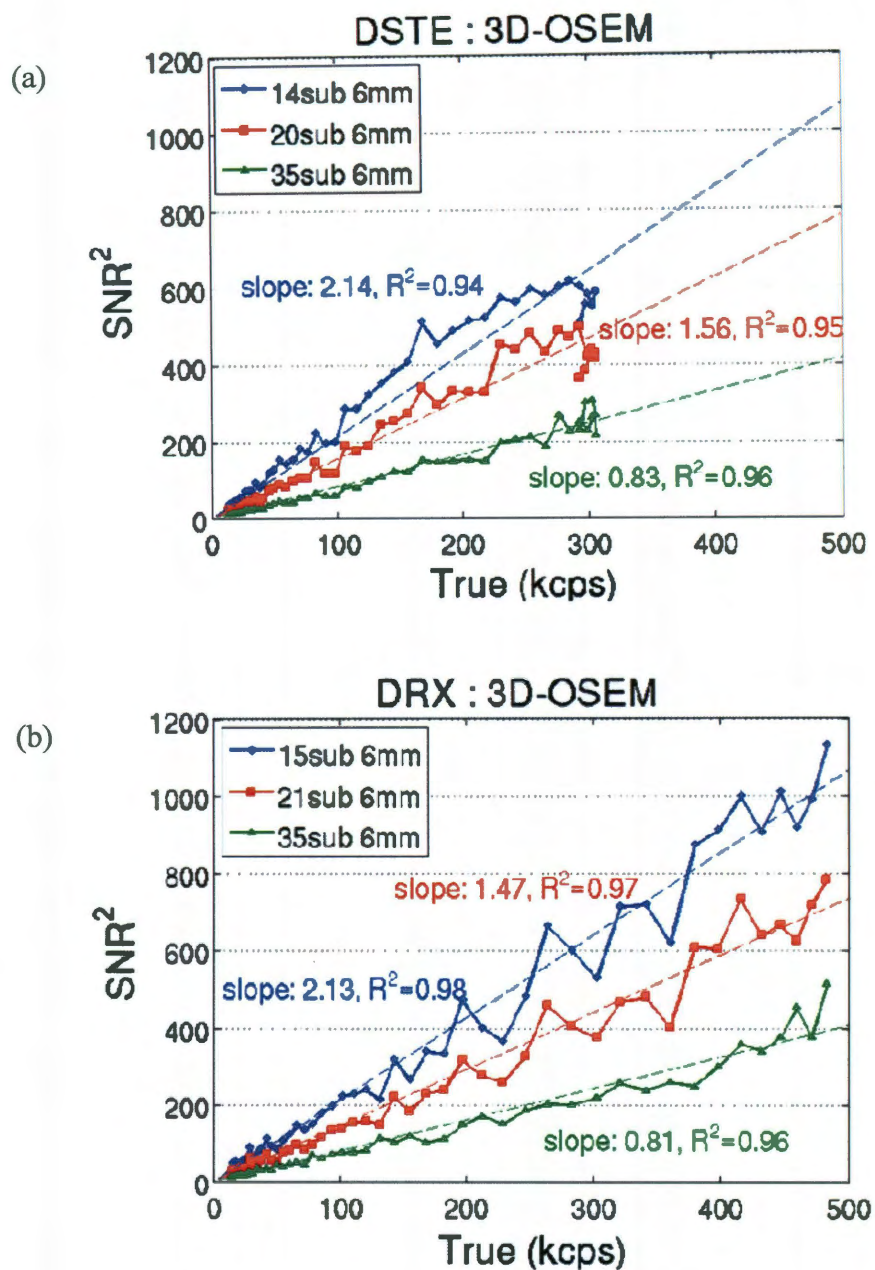 (a)
DSTE : 3D-OSEM
1200
1000
800
600
400
200
0
SNR²
14sub 6mm
20sub 6mm
35sub 6mm
slope: 2.14, R²=0.94
slope: 1.56, R²=0.95
slope: 0.83, R²=0.96
0 100 200 300 400 500
True (kcps)
(b)
DRX : 3D-OSEM
1200
1000
800
600
400
200
0
SNR²
15sub 6mm
21sub 6mm
35sub 6mm
slope: 1.47, R²=0.97
slope: 2.13, R²=0.98
slope: 0.81, R²=0.96
0 100 200 300 400 500
True (kcps)